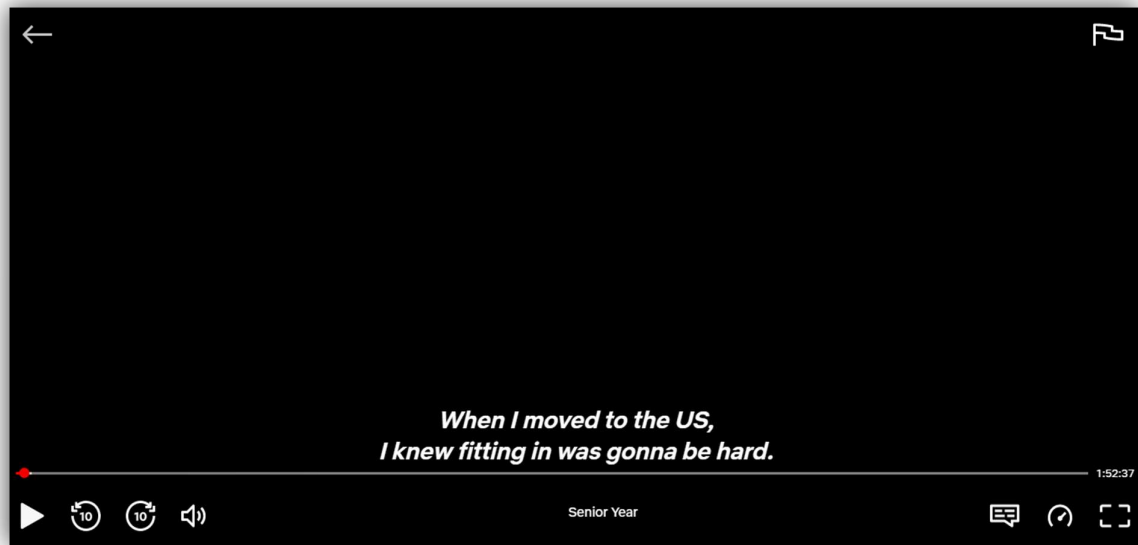 When I moved to the US,
I knew fitting in was gonna be hard.
1:52:37
10 10 Senior Year